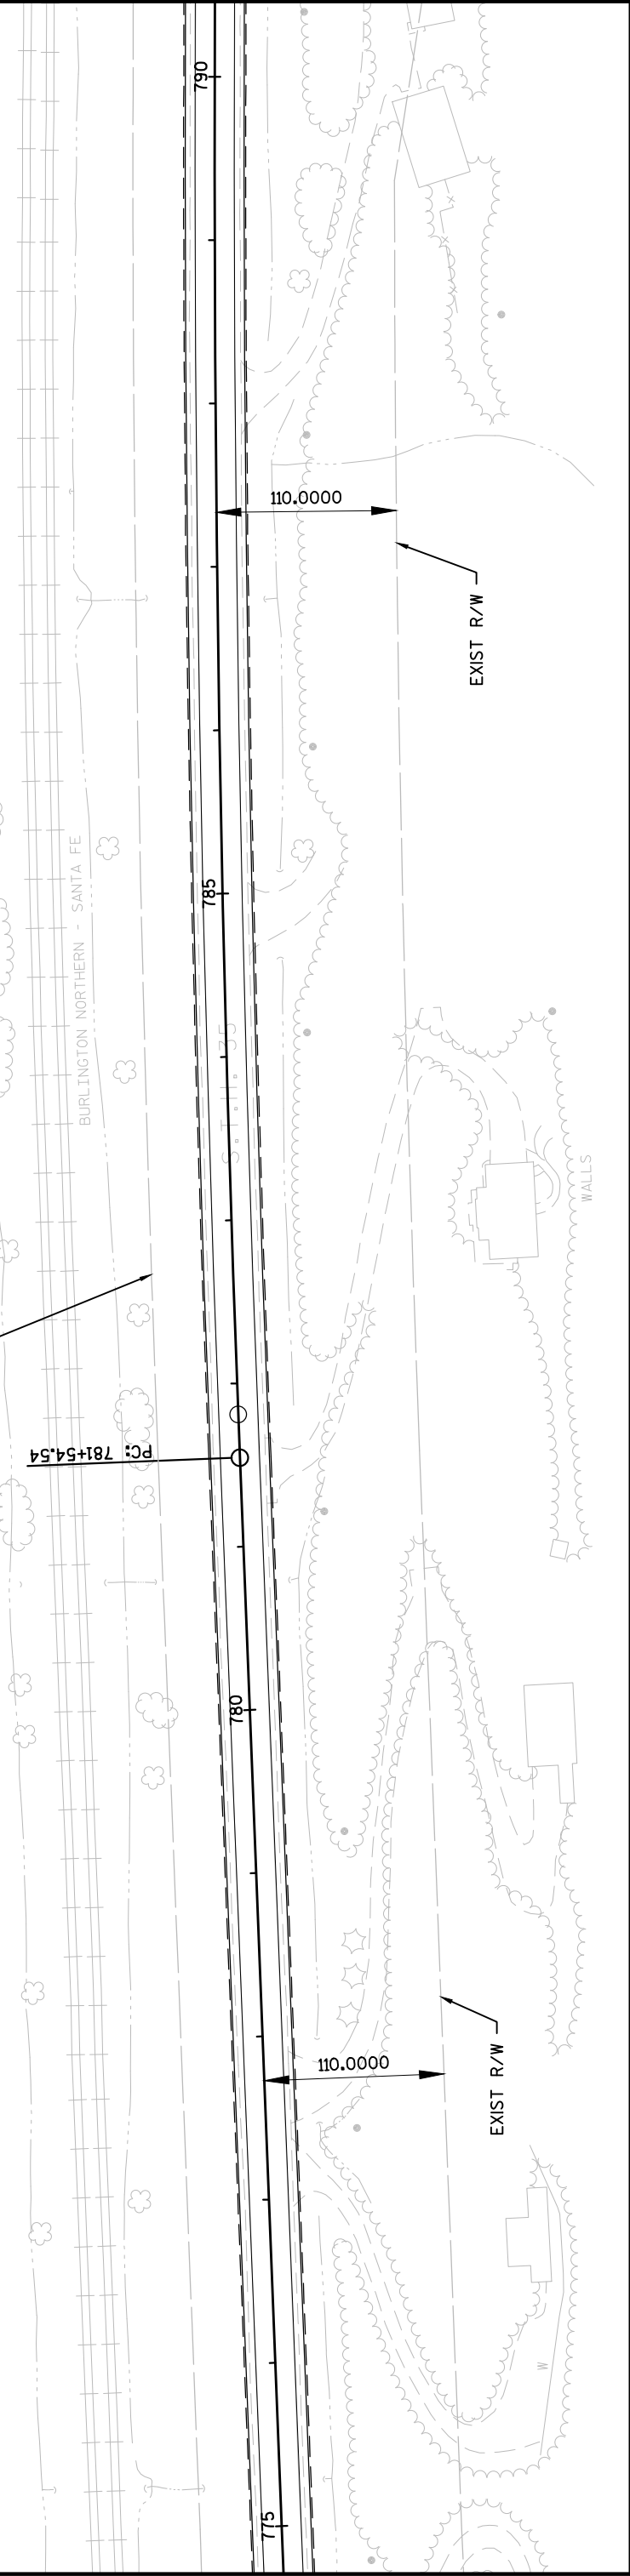 790
110.0000
EXIST R/W
BURLINGTON NORTHERN - SANTA FE
785
S.T.H. 35
WALLS
PC: 781+54.54
780
110.0000
EXIST R/W
W
775